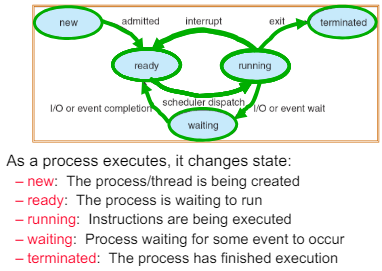 new
admitted
interrupt
exit
terminated
ready
running
I/O or event completion
scheduler dispatch
I/O or event wait
waiting
As a process executes, it changes state:
– new: The process/thread is being created
– ready: The process is waiting to run
– running: Instructions are being executed
– waiting: Process waiting for some event to occur
– terminated: The process has finished execution